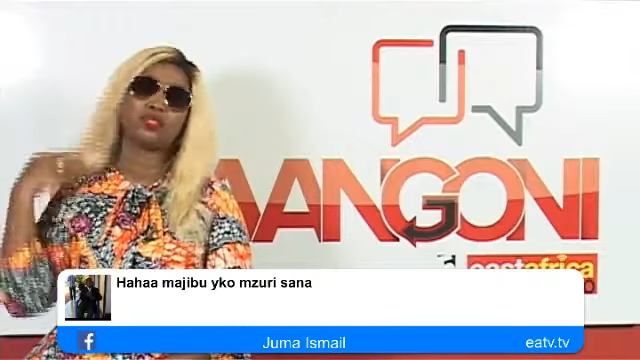 AANGONI
eastafrica
Hahaa majibu yko mzuri sana
Juma Ismail
eatv.tv